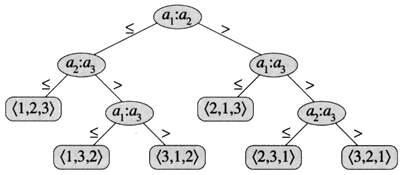 a₁:a₂
≤ >
a₂:a₃ a₁:a₃
≤ > ≤ >
⟨1,2,3⟩ a₁:a₃ ⟨2,1,3⟩ a₂:a₃
≤ > ≤ >
⟨1,3,2⟩ ⟨3,1,2⟩ ⟨2,3,1⟩ ⟨3,2,1⟩